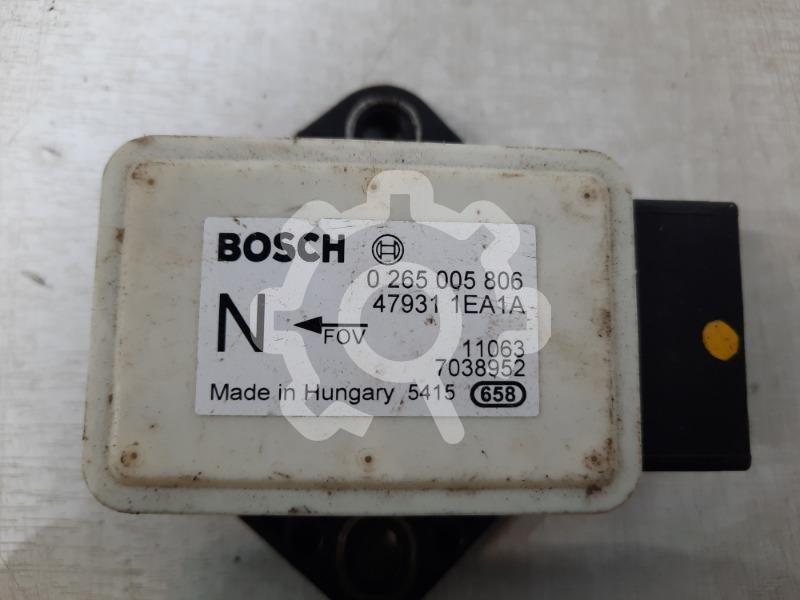 BOSCH
0 265 005 806
47931 1EA1A
N
FOV
11063
7038952
Made in Hungary 5415 658